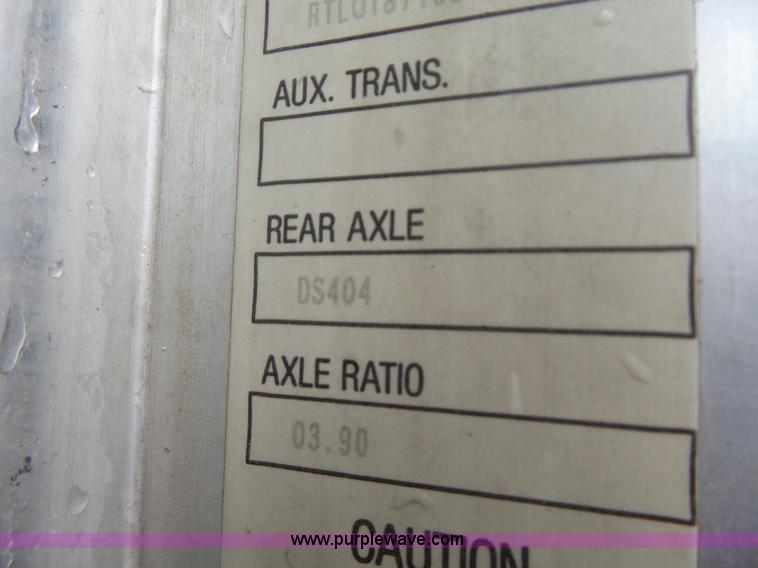 AUX. TRANS.
REAR AXLE
DS404
AXLE RATIO
03.90
CAUTION
www.purplewave.com